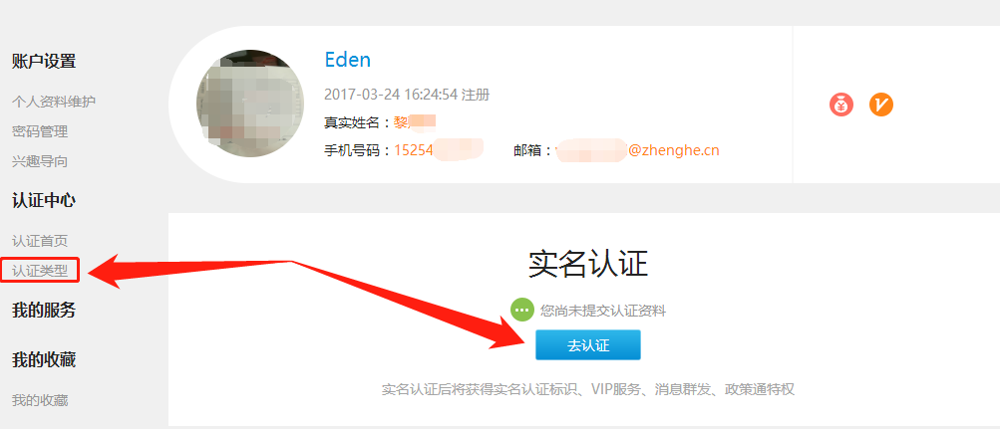 账户设置
个人资料维护
密码管理
兴趣导向
认证中心
认证首页
认证类型
我的服务
我的收藏
我的收藏
Eden
2017-03-24 16:24:54 注册
真实姓名：黎
手机号码：15254
邮箱：@zhenghe.cn
实名认证
您尚未提交认证资料
去认证
实名认证后将获得实名认证标识、VIP服务、消息群发、政策通特权